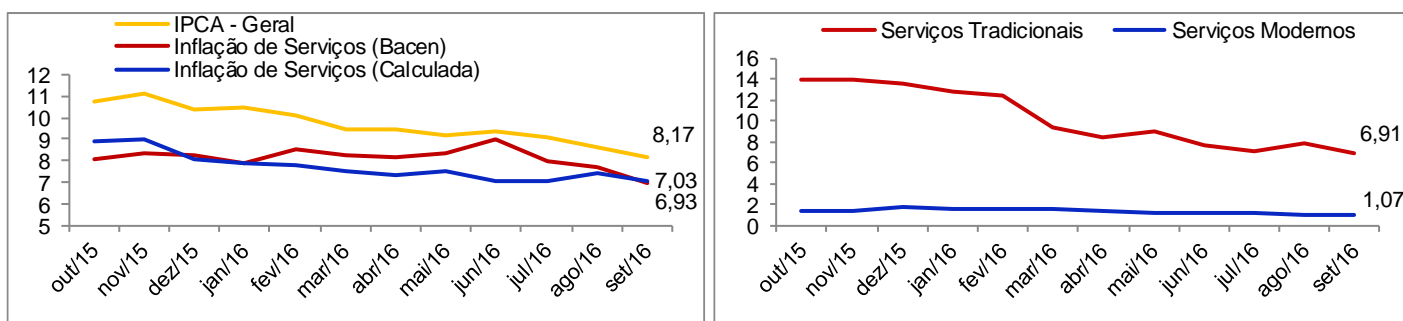 IPCA - Geral
Inflação de Serviços (Bacen)
Inflação de Serviços (Calculada)
12
11
10
9
8
7
6
5
8,17
7,03
6,93
out/15
nov/15
dez/15
jan/16
fev/16
mar/16
abr/16
mai/16
jun/16
jul/16
ago/16
set/16
Serviços Tradicionais
Serviços Modernos
16
14
12
10
8
6
4
2
0
6,91
1,07
out/15
nov/15
dez/15
jan/16
fev/16
mar/16
abr/16
mai/16
jun/16
jul/16
ago/16
set/16